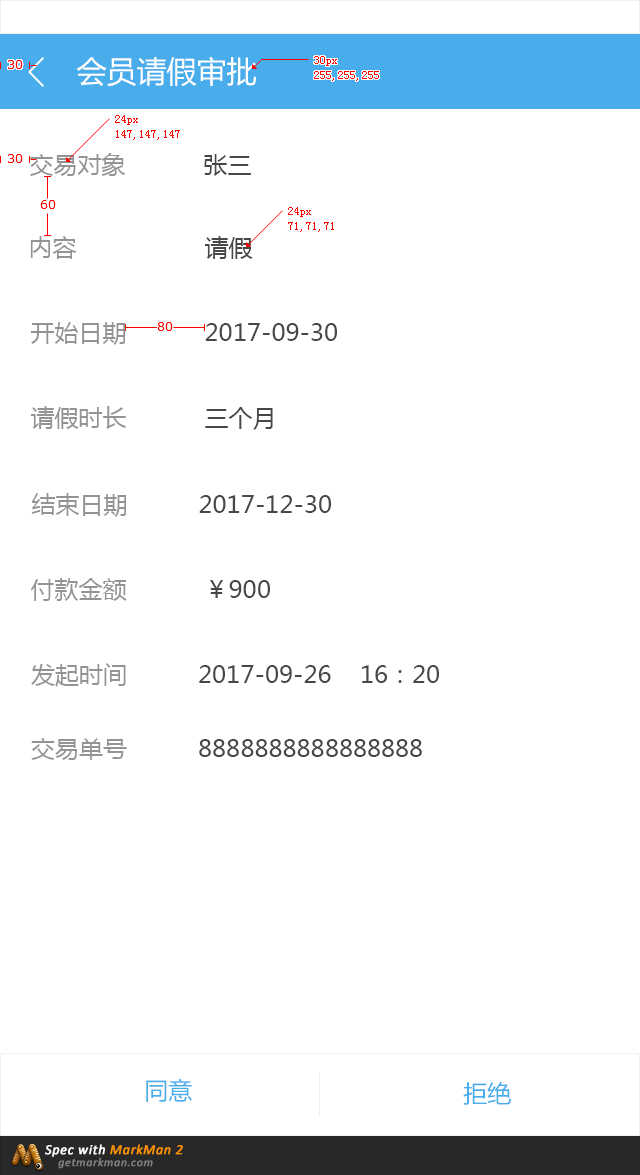 30
会员请假审批
30px
255, 255, 255
24px
147, 147, 147
30
交易对象 张三
60
24px
71, 71, 71
内容 请假
开始日期 80 2017-09-30
请假时长 三个月
结束日期 2017-12-30
付款金额 ￥900
发起时间 2017-09-26 16：20
交易单号 8888888888888888
同意 拒绝
Spec with MarkMan 2
getmarkman.com